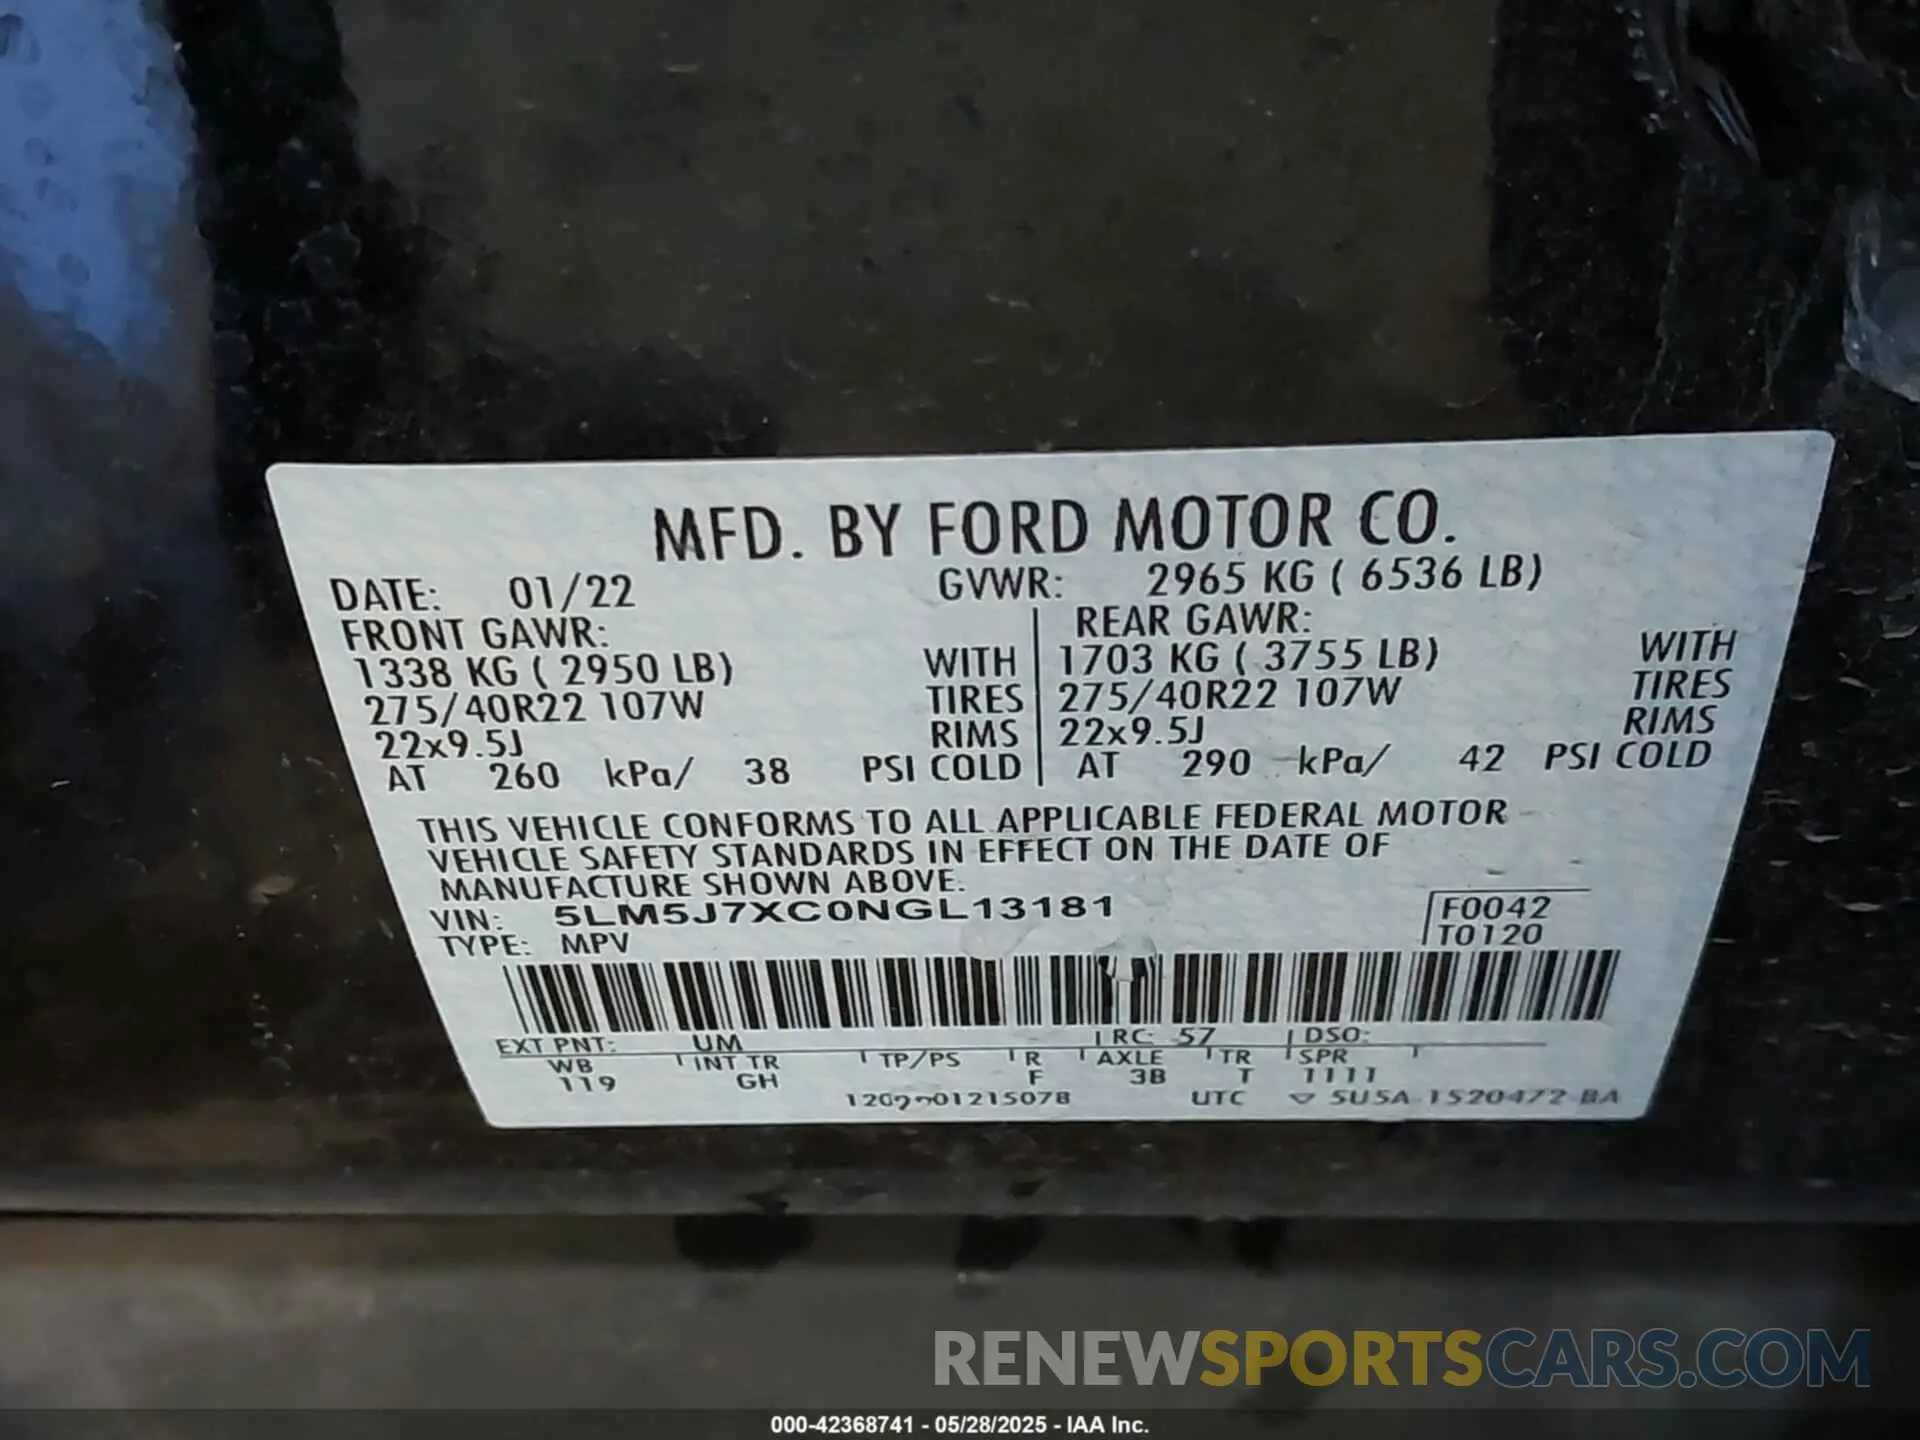 MFD. BY FORD MOTOR CO.
DATE: 01/22 GVWR: 2965 KG ( 6536 LB)
FRONT GAWR: REAR GAWR:
1338 KG ( 2950 LB) WITH 1703 KG ( 3755 LB) WITH
275/40R22 107W TIRES 275/40R22 107W TIRES
22x9.5J RIMS 22x9.5J RIMS
AT 260 kPa/ 38 PSI COLD AT 290 kPa/ 42 PSI COLD
THIS VEHICLE CONFORMS TO ALL APPLICABLE FEDERAL MOTOR
VEHICLE SAFETY STANDARDS IN EFFECT ON THE DATE OF
MANUFACTURE SHOWN ABOVE.
VIN: 5LM5J7XC0NGL13181 F0042
TYPE: MPV T0120
EXT PNT: UM RC: 57 DSO:
WB INT TR TP/PS R AXLE TR SPR
119 GH F 3B T 1111
UTC ▽ 5U5A-1520472-BA
RENEWSPORTSCARS.COM
000-42368741 - 05/28/2025 - IAA Inc.